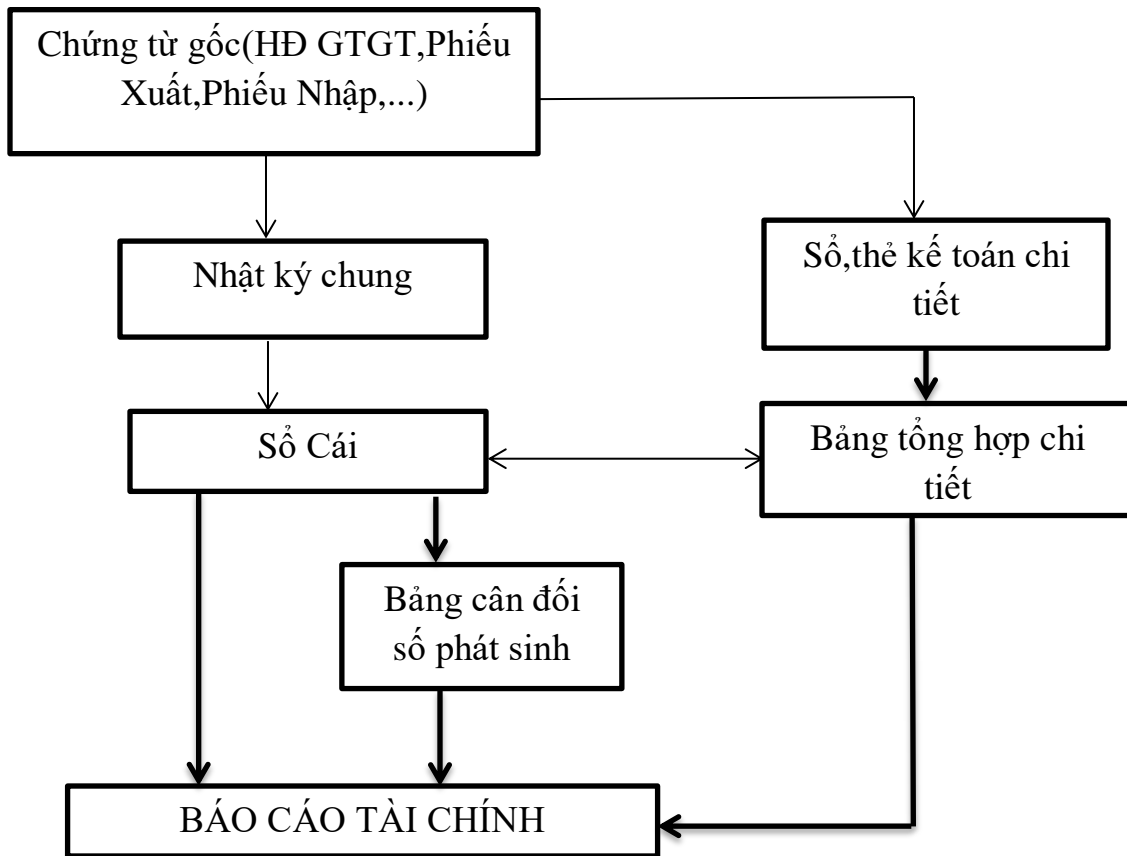 Chứng từ gốc(HĐ GTGT,Phiếu
Xuất,Phiếu Nhập,...)
Nhật ký chung
Sổ,thẻ kế toán chi
tiết
Sổ Cái
Bảng tổng hợp chi
tiết
Bảng cân đối
số phát sinh
BÁO CÁO TÀI CHÍNH